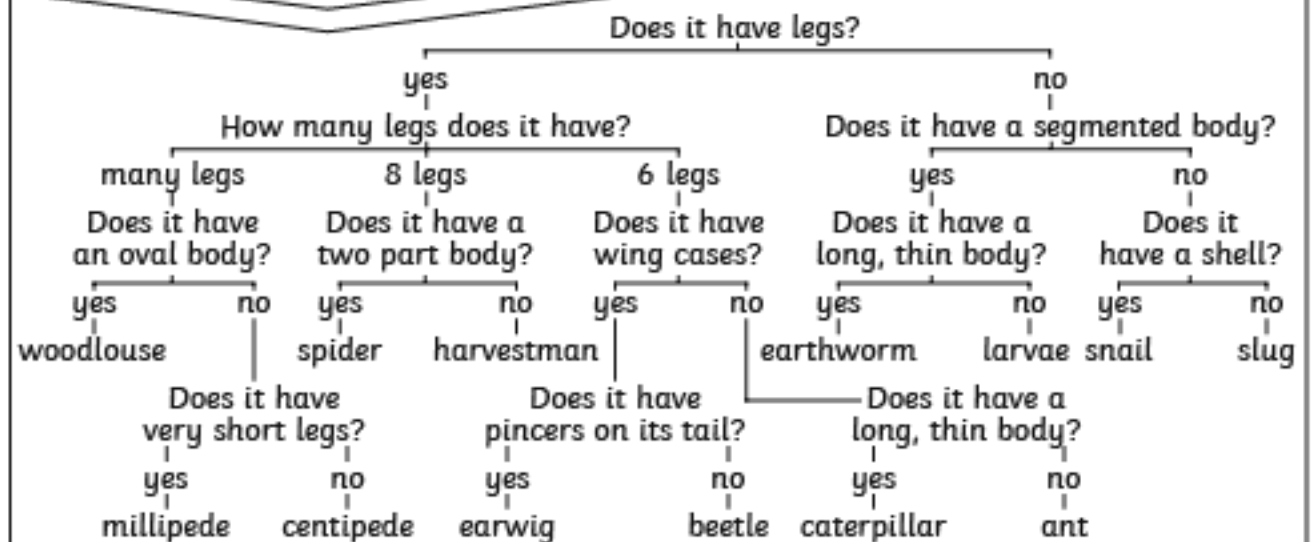 Does it have legs?
yes no
How many legs does it have? Does it have a segmented body?
many legs 8 legs 6 legs yes no
Does it have Does it have a Does it have Does it have a Does it
an oval body? two part body? wing cases? long, thin body? have a shell?
yes no yes no yes no yes no yes no
woodlouse spider harvestman earthworm larvae snail slug
Does it have Does it have Does it have a
very short legs? pincers on its tail? long, thin body?
yes no yes no yes no
millipede centipede earwig beetle caterpillar ant